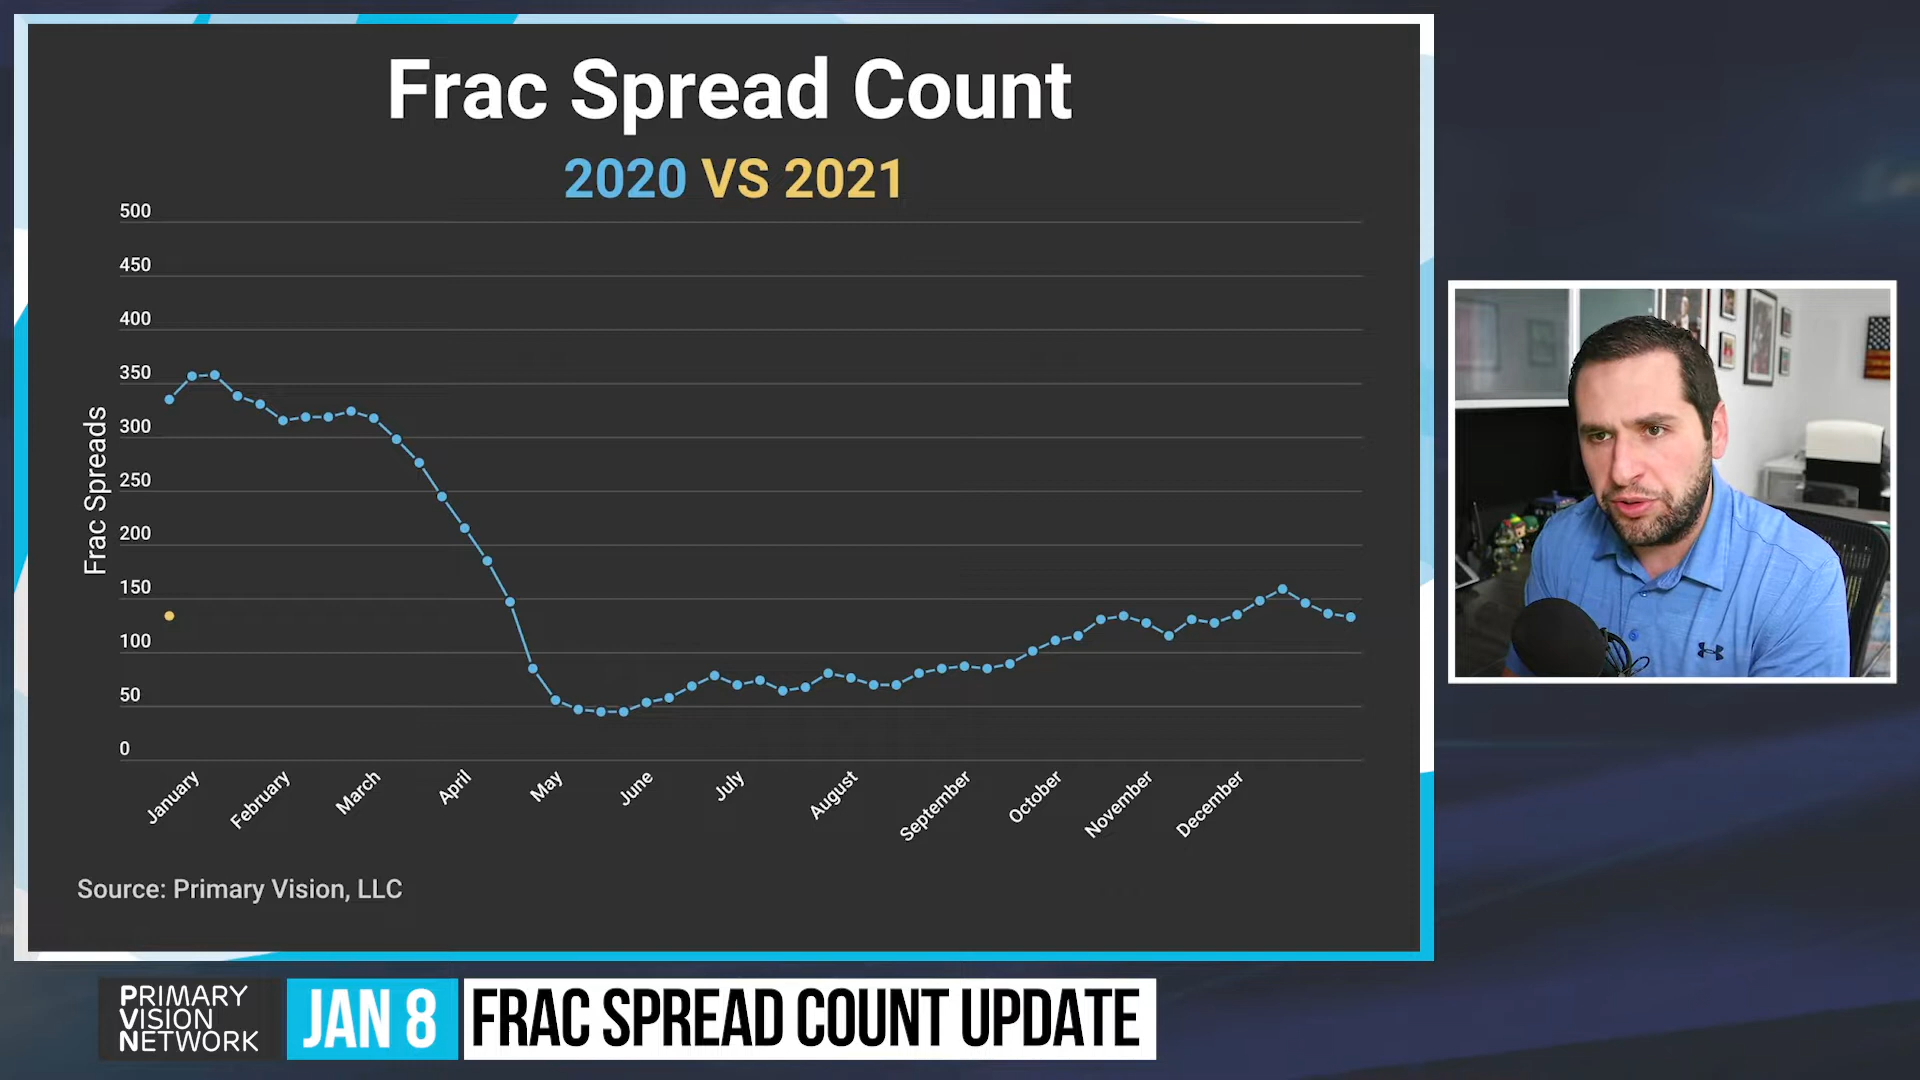 Frac Spread Count
2020 VS 2021
500
450
400
350
300
250
200
150
100
50
0
Frac Spreads
January
February
March
April
May
June
July
August
September
October
November
December
Source: Primary Vision, LLC
PRIMARY
VISION
NETWORK
JAN 8
FRAC SPREAD COUNT UPDATE